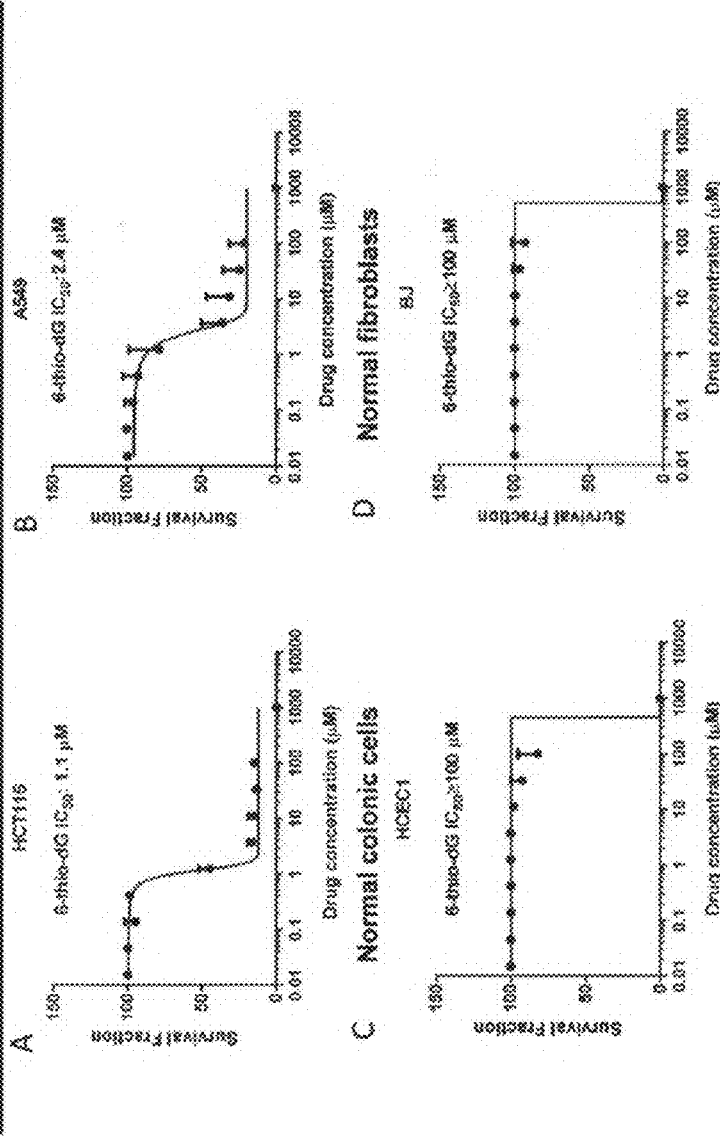 A
HCT116
6-thio-dG IC50: 1.1 µM
Survival Fraction
150
100
50
0
0.01 0.1 1 10 100 1000 10000
Drug concentration (µM)
B
A549
6-thio-dG IC50:2.4 µM
Survival Fraction
150
100
50
0
0.01 0.1 1 10 100 1000 10000
Drug concentration (µM)
C
Normal colonic cells
HCEC1
6-thio-dG IC50≥100 µM
Survival Fraction
150
100
50
0
0.01 0.1 1 10 100 1000 10000
Drug concentration (µM)
D
Normal fibroblasts
BJ
6-thio-dG IC50≥100 µM
Survival Fraction
150
100
50
0
0.01 0.1 1 10 100 1000 10000
Drug concentration (µM)